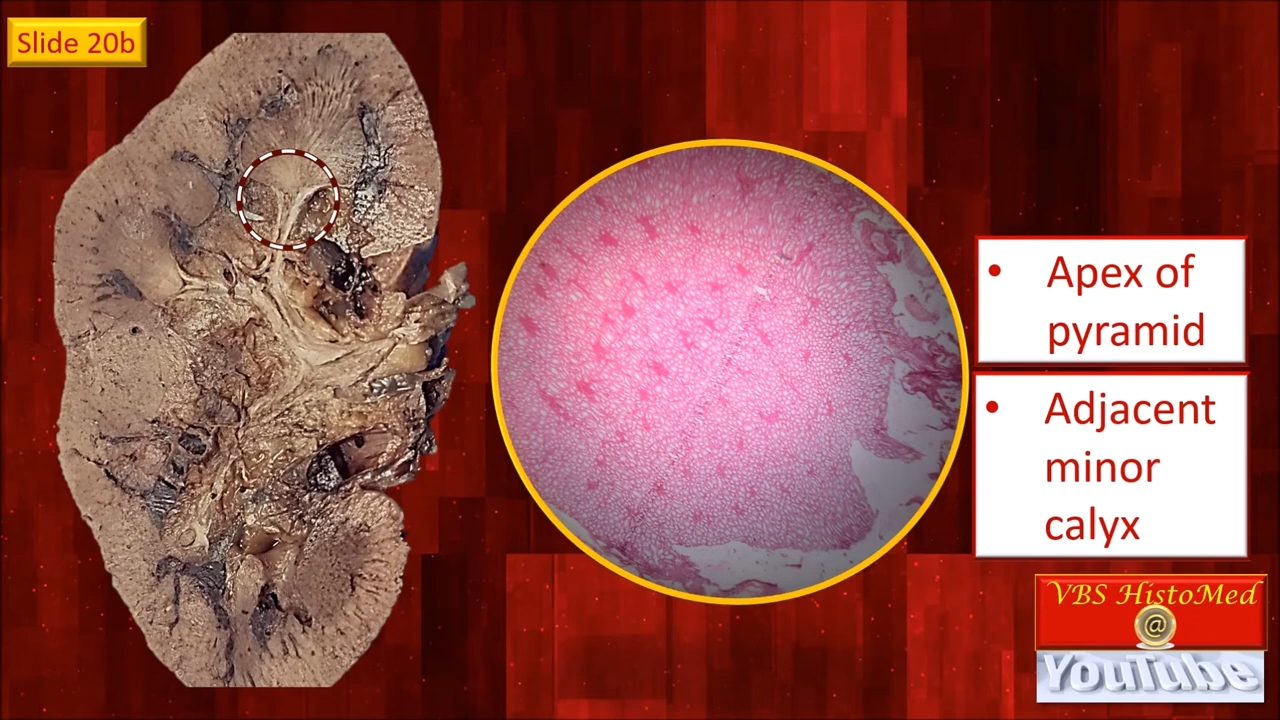 Slide 20b
• Apex of
pyramid
• Adjacent
minor
calyx
VBS HistoMed
@
YouTube